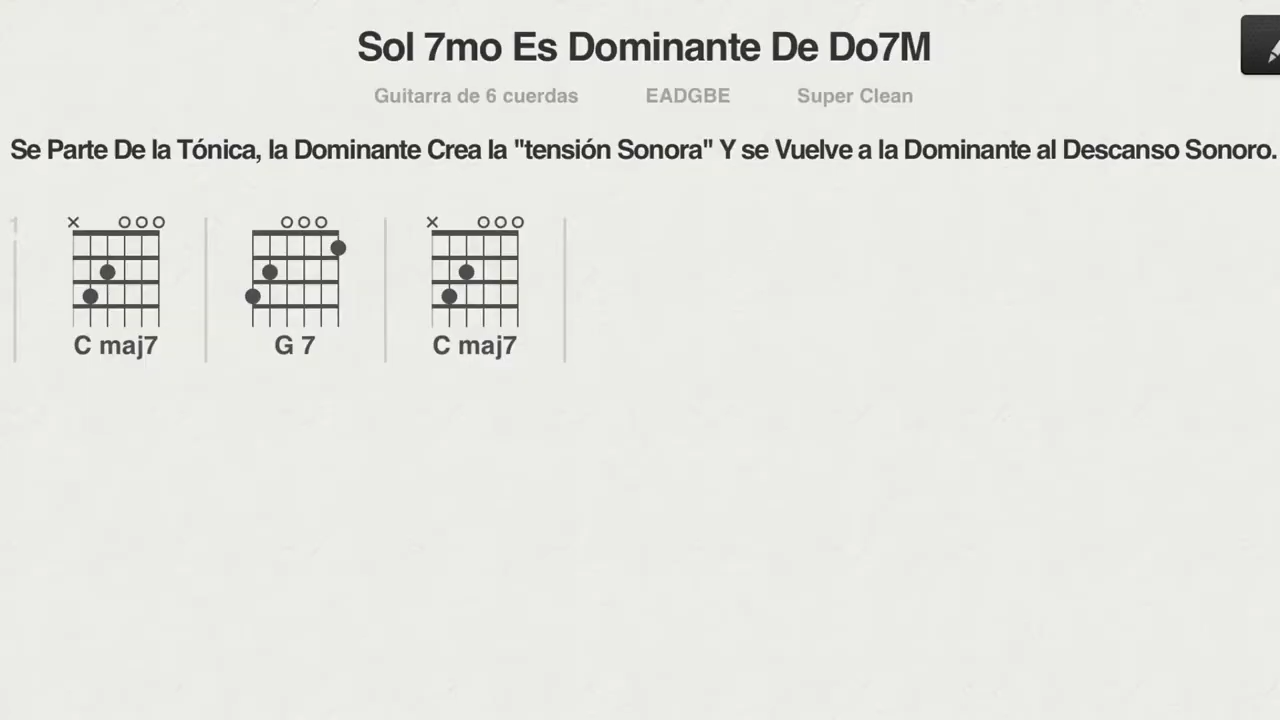 Sol 7mo Es Dominante De Do7M
Guitarra de 6 cuerdas EADGBE Super Clean
Se Parte De la Tónica, la Dominante Crea la "tensión Sonora" Y se Vuelve a la Dominante al Descanso Sonoro.
1
C maj7 G 7 C maj7